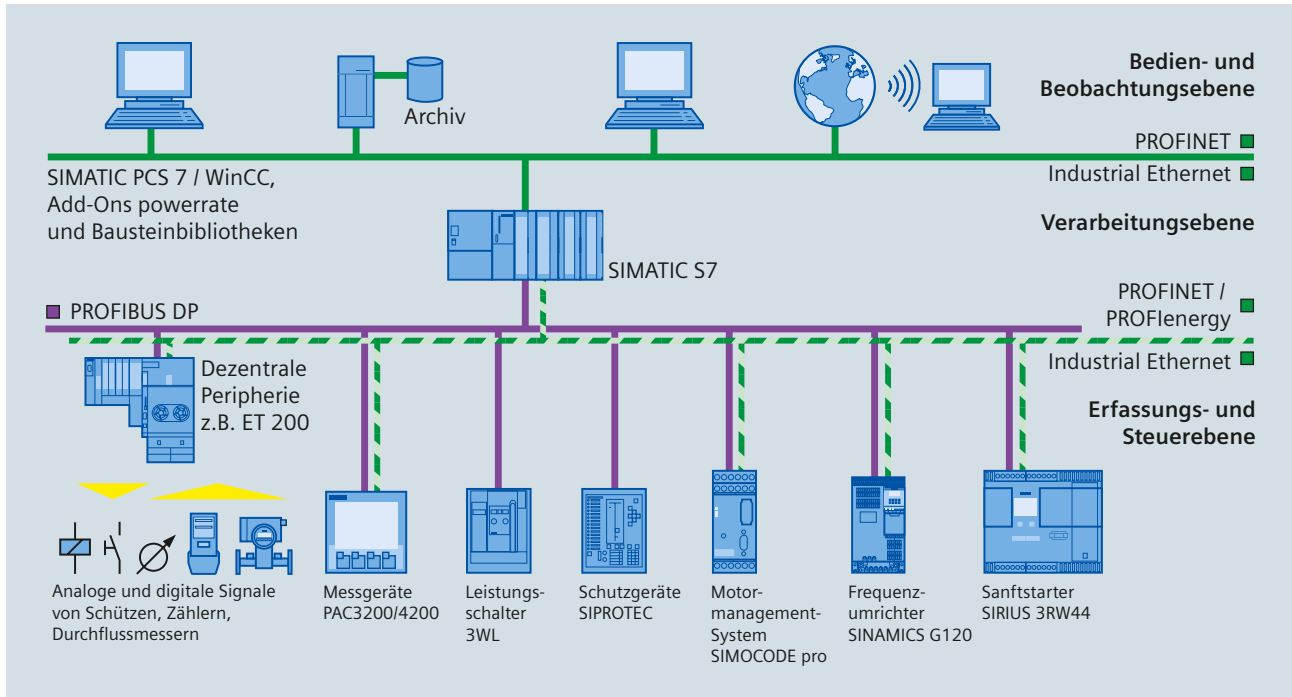 Bedien- und
Beobachtungsebene
Archiv
PROFINET
Industrial Ethernet
SIMATIC PCS 7 / WinCC,
Add-Ons powerrate
und Bausteinbibliotheken
Verarbeitungsebene
SIMATIC S7
PROFIBUS DP
PROFINET /
PROFIenergy
Industrial Ethernet
Dezentrale
Peripherie
z.B. ET 200
Erfassungs- und
Steuerebene
Analoge und digitale Signale
von Schützen, Zählern,
Durchflussmessern
Messgeräte
PAC3200/4200
Leistungs-
schalter
3WL
Schutzgeräte
SIPROTEC
Motor-
management-
System
SIMOCODE pro
Frequenz-
umrichter
SINAMICS G120
Sanftstarter
SIRIUS 3RW44